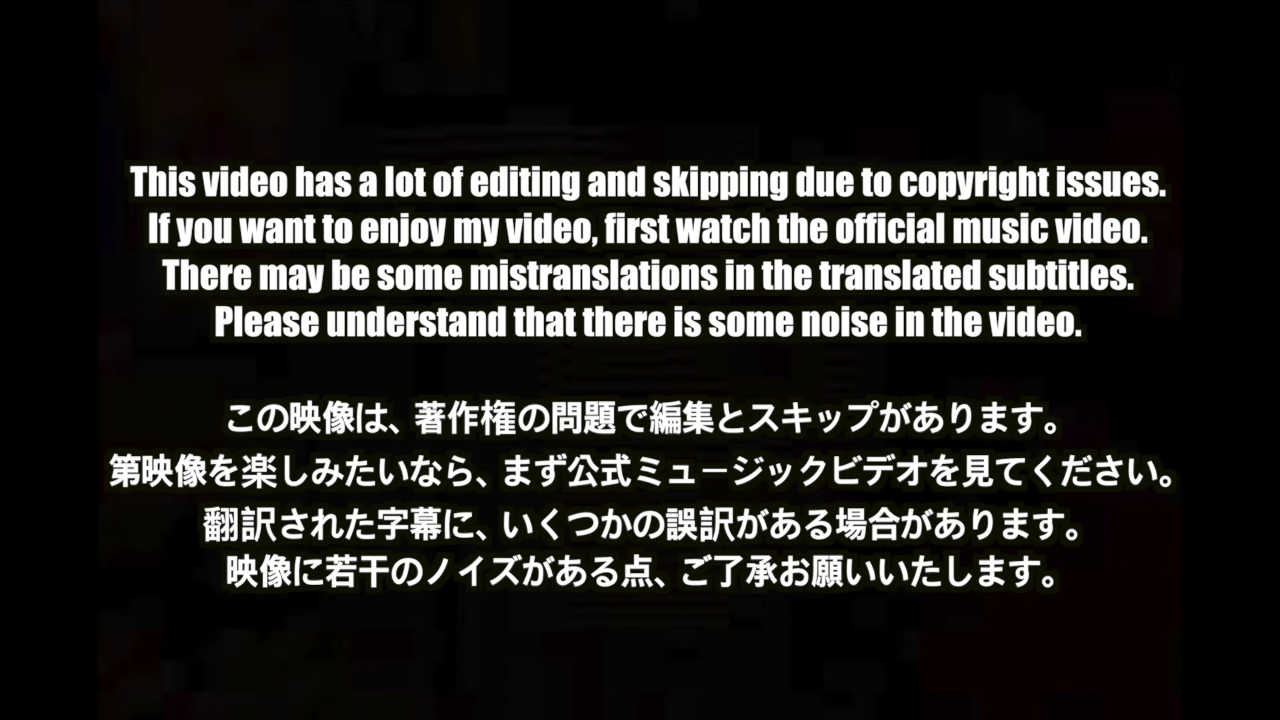 This video has a lot of editing and skipping due to copyright issues.
If you want to enjoy my video, first watch the official music video.
There may be some mistranslations in the translated subtitles.
Please understand that there is some noise in the video.
この映像は、著作権の問題で編集とスキップがあります。
第映像を楽しみたいなら、まず公式ミュージックビデオを見てください。
翻訳された字幕に、いくつかの誤訳がある場合があります。
映像に若干のノイズがある点、ご了承お願いいたします。